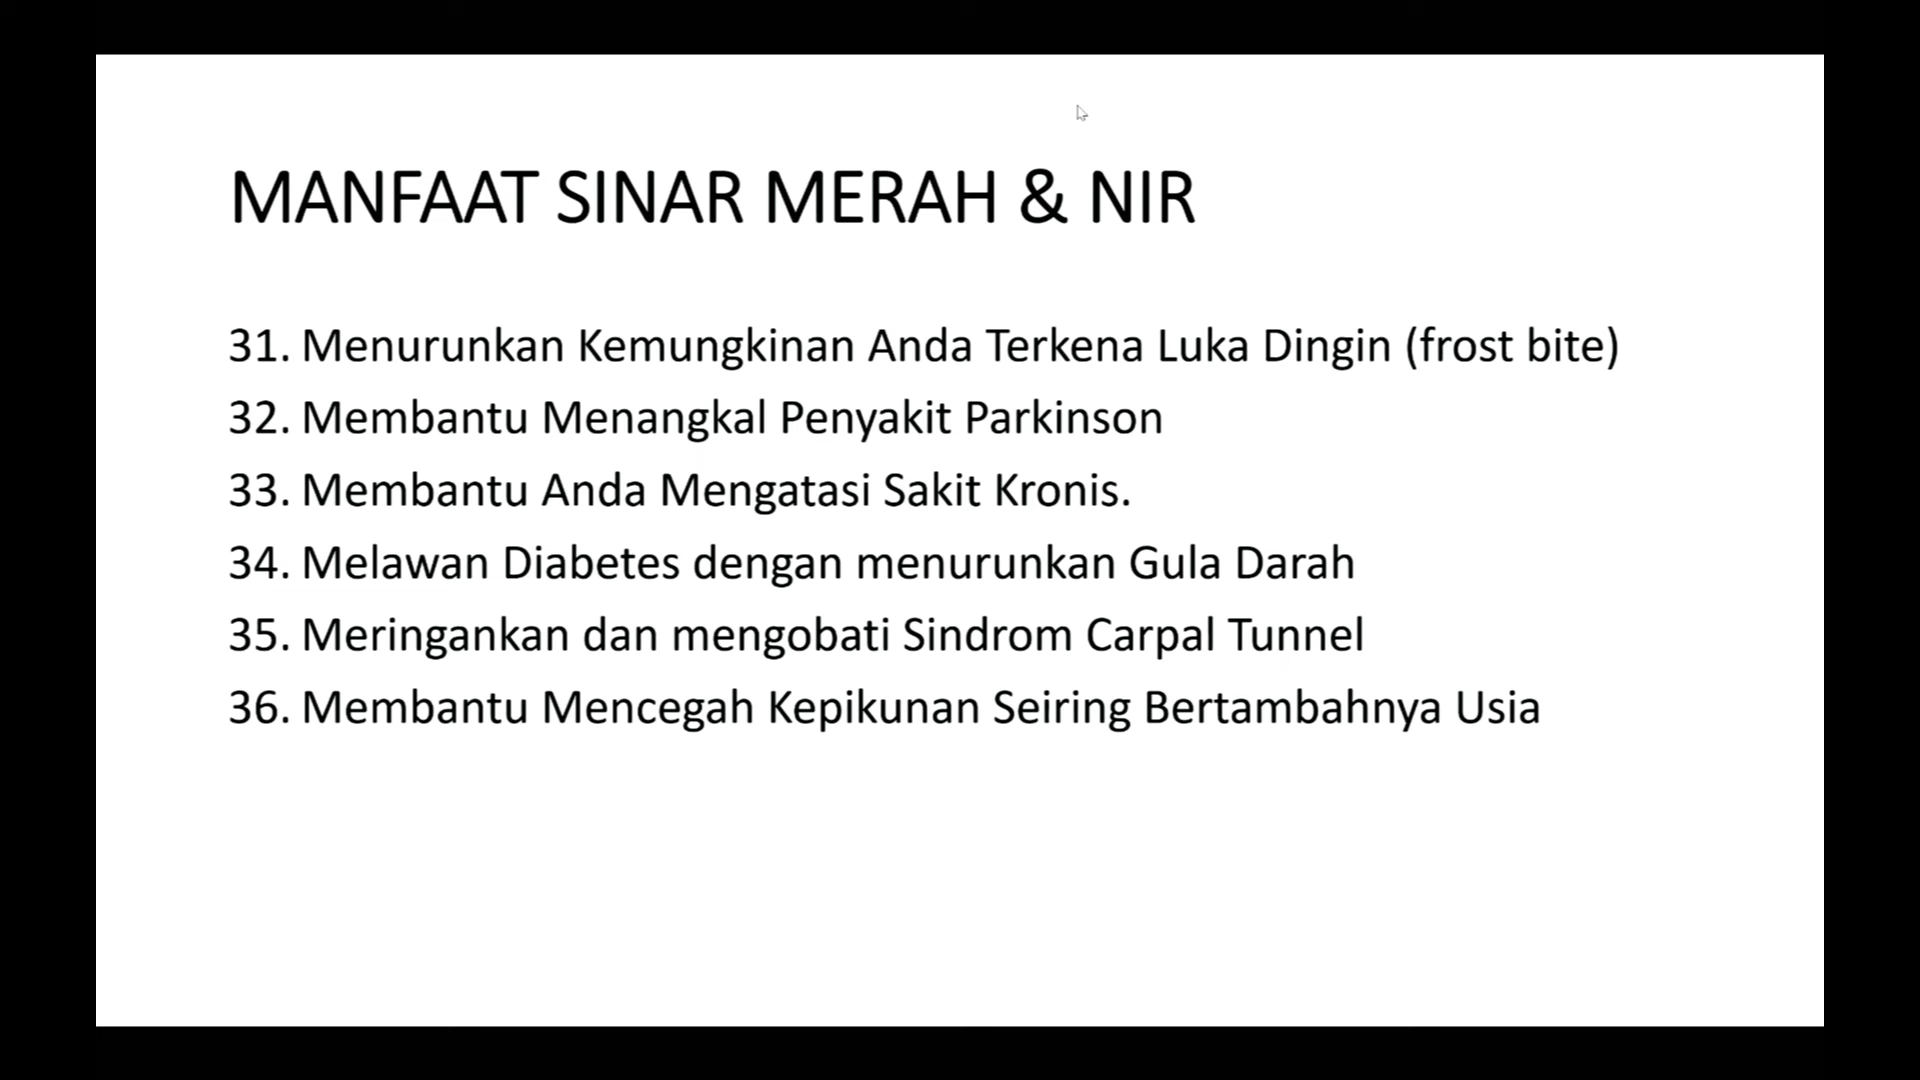 MANFAAT SINAR MERAH & NIR
31. Menurunkan Kemungkinan Anda Terkena Luka Dingin (frost bite)
32. Membantu Menangkal Penyakit Parkinson
33. Membantu Anda Mengatasi Sakit Kronis.
34. Melawan Diabetes dengan menurunkan Gula Darah
35. Meringankan dan mengobati Sindrom Carpal Tunnel
36. Membantu Mencegah Kepikunan Seiring Bertambahnya Usia